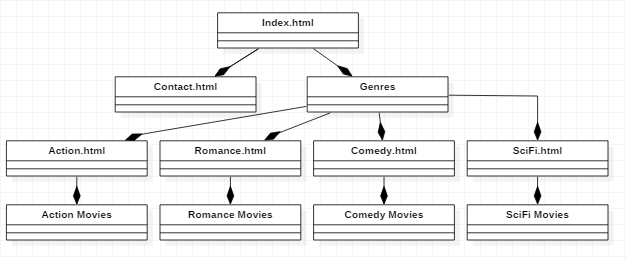 Index.html
Contact.html
Genres
Action.html
Romance.html
Comedy.html
SciFi.html
Action Movies
Romance Movies
Comedy Movies
SciFi Movies